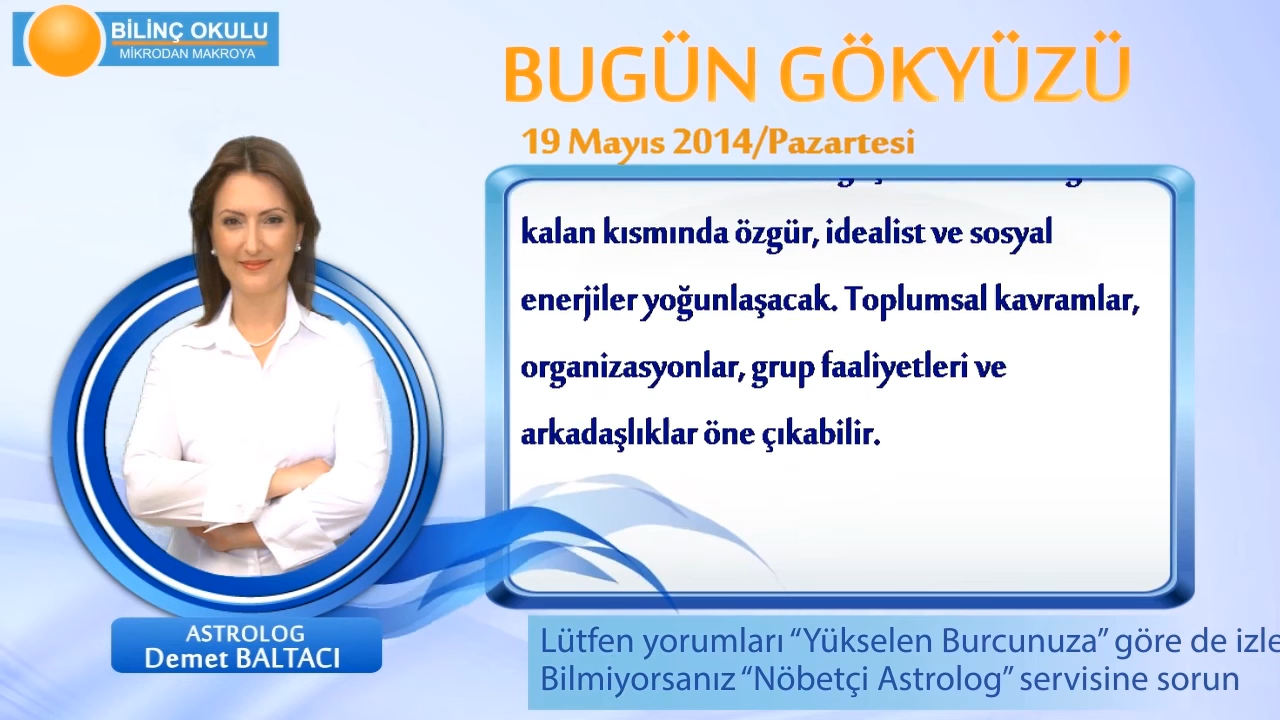 BİLİNÇ OKULU
MİKRODAN MAKROYA
BUGÜN GÖKYÜZÜ
19 Mayıs 2014/Pazartesi
kalan kısmında özgür, idealist ve sosyal
enerjiler yoğunlaşacak. Toplumsal kavramlar,
organizasyonlar, grup faaliyetleri ve
arkadaşlıklar öne çıkabilir.
ASTROLOG
Demet BALTACI
Lütfen yorumları “Yükselen Burcunuza” göre de izle
Bilmiyorsanız “Nöbetçi Astrolog” servisine sorun